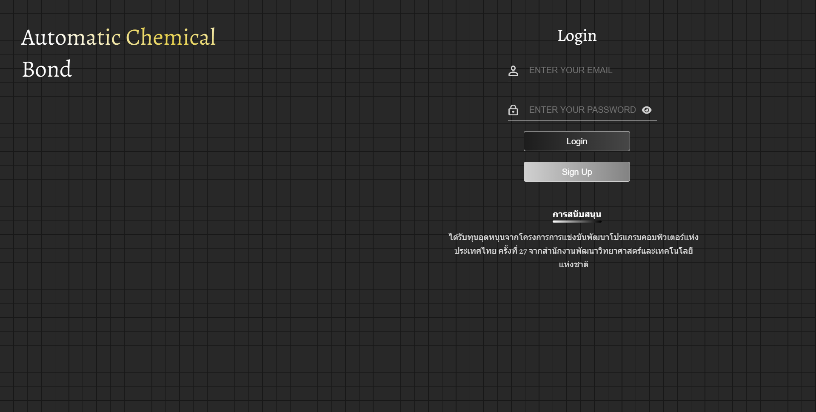 Automatic Chemical
Bond
Login
ENTER YOUR EMAIL
ENTER YOUR PASSWORD
Login
Sign Up
การสนับสนุน
ได้รับทุนอุดหนุนจากโครงการการแข่งขันพัฒนาโปรแกรมคอมพิวเตอร์แห่ง
ประเทศไทย ครั้งที่ 27 จากสำนักงานพัฒนาวิทยาศาสตร์และเทคโนโลยี
แห่งชาติ